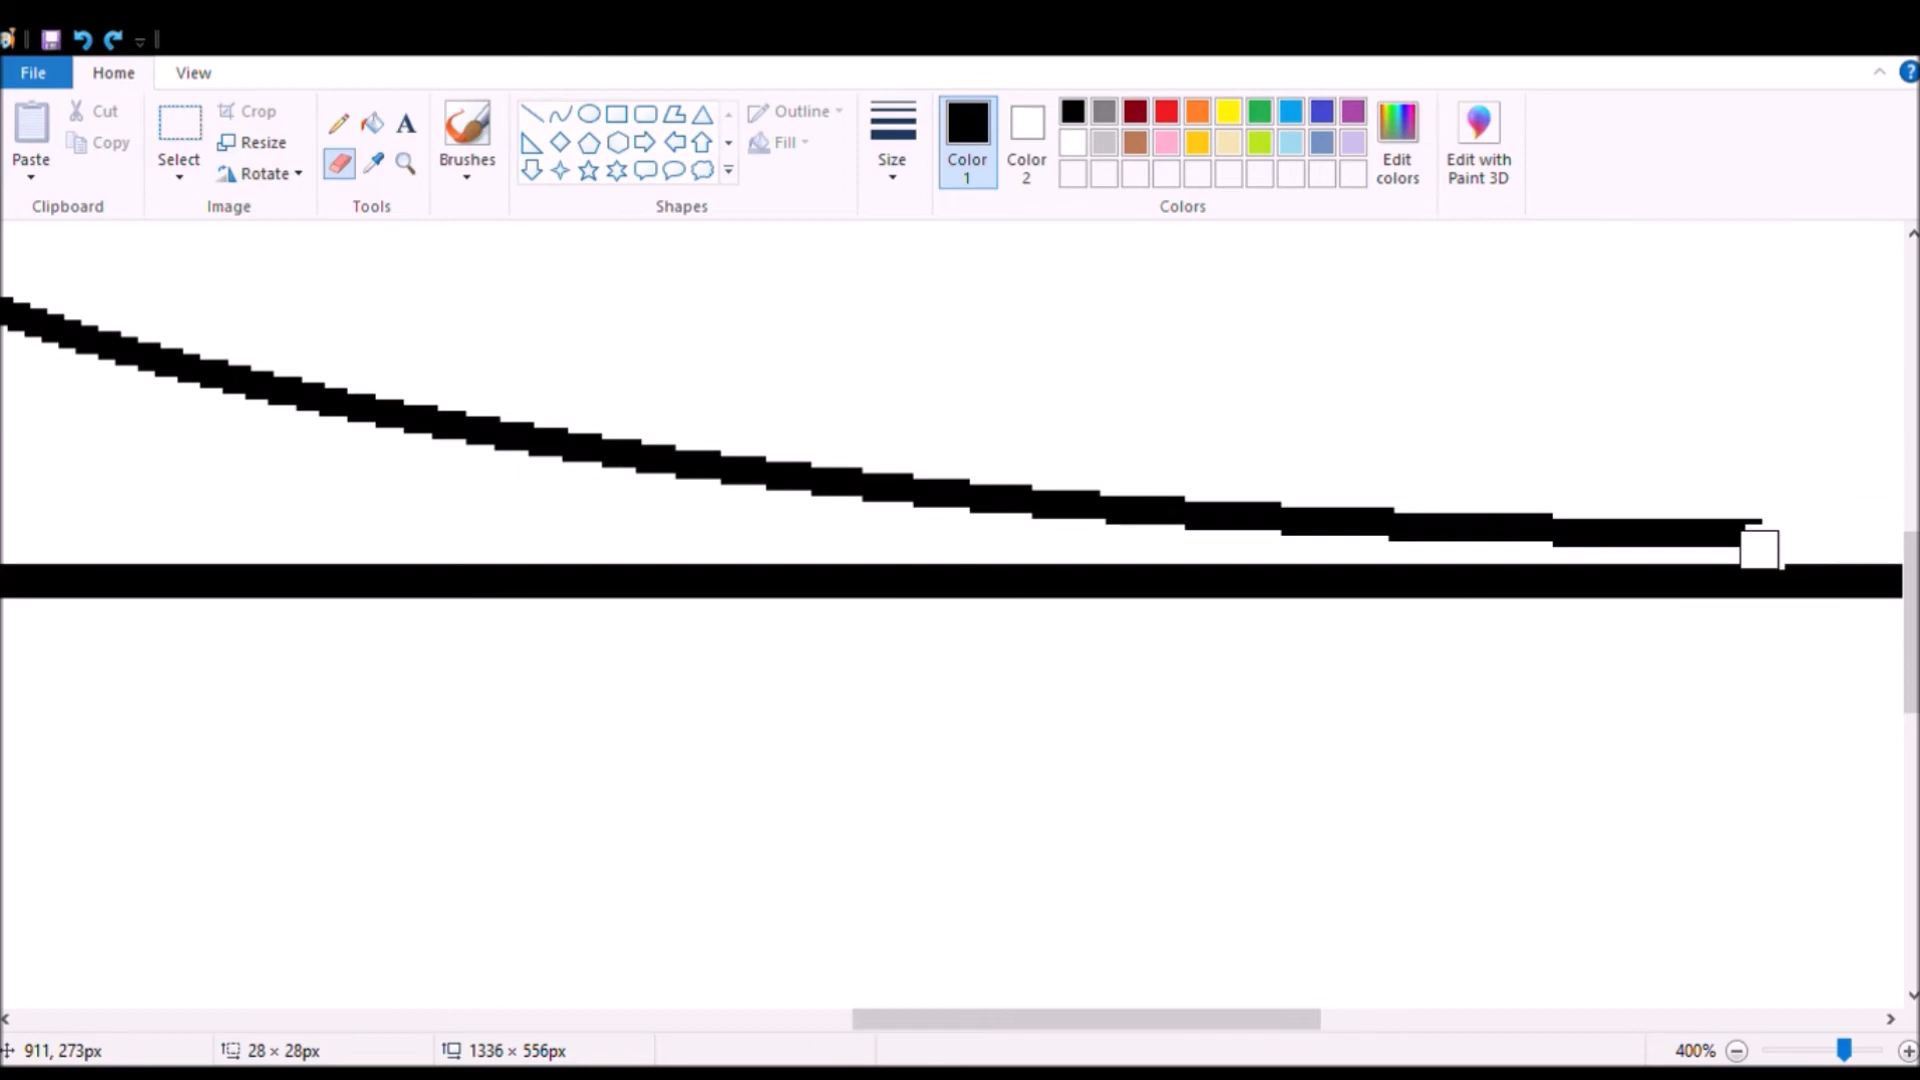 File Home View ?
Paste Cut Copy Clipboard
Select Crop Resize Rotate Image
A
Tools
Brushes
Outline Fill Shapes
Size
Color 1
Color 2
Edit colors
Colors
Edit with Paint 3D
911, 273px 28 × 28px 1336 × 556px 400%